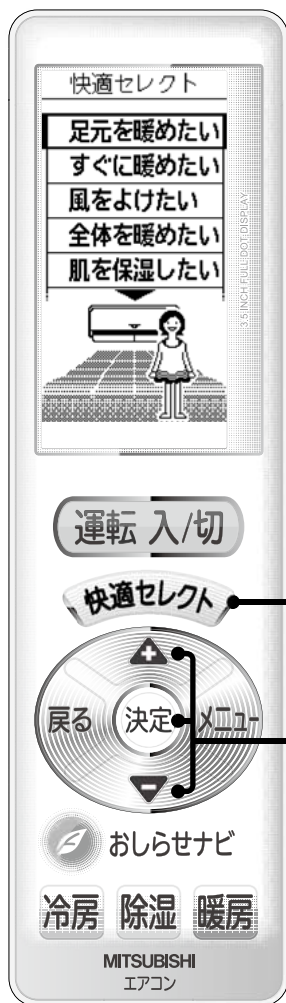 快適セレクト
足元を暖めたい
すぐに暖めたい
風をよけたい
全体を暖めたい
肌を保湿したい
3.5 INCH FULL DOT DISPLAY
運転 入/切
快適セレクト
戻る
決定
メニュー
おしらせナビ
冷房 除湿 暖房
MITSUBISHI
エアコン